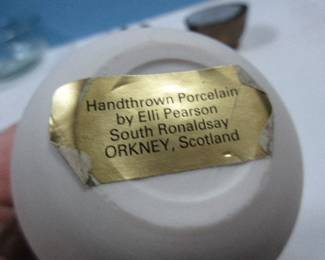 Handthrown Porcelain
by Elli Pearson
South Ronaldsay
ORKNEY, Scotland